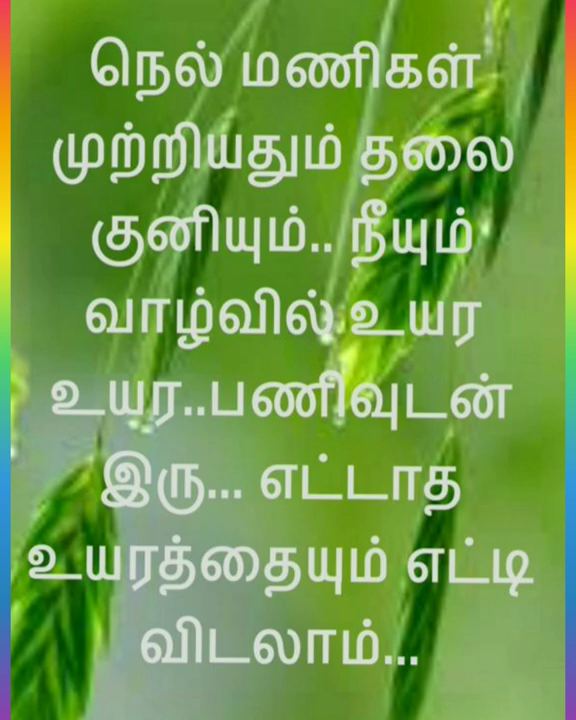 நெல் மணிகள்
முற்றியதும் தலை
குனியும்.. நீயும்
வாழ்வில் உயர
உயர..பணிவுடன்
இரு... எட்டாத
உயரத்தையும் எட்டி
விடலாம்...